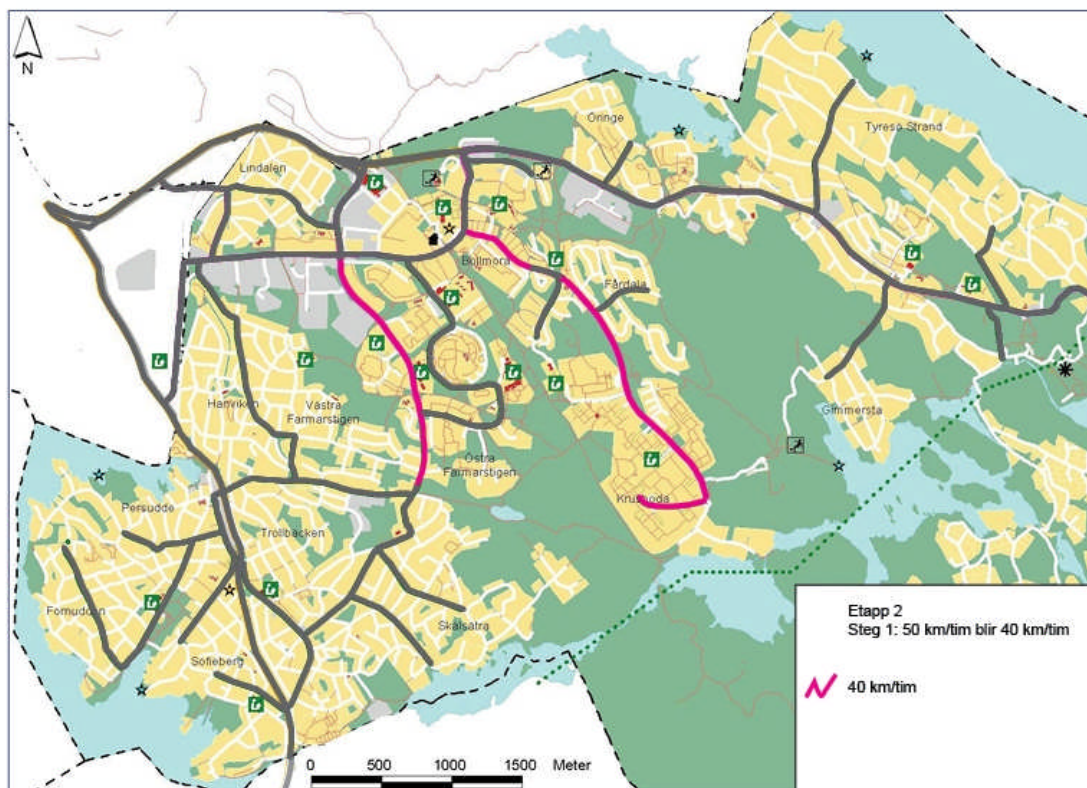 N
Öringe
Tyresö Strand
Lindalen
Bollmora
Fårdala
Hanviken
Västra
Farmarstigen
Gimmersta
Östra
Farmarstigen
Krusboda
Persudde
Trollbäcken
Fornudden
Skälsätra
Sofieberg
Etapp 2
Steg 1: 50 km/tim blir 40 km/tim
40 km/tim
0 500 1000 1500 Meter